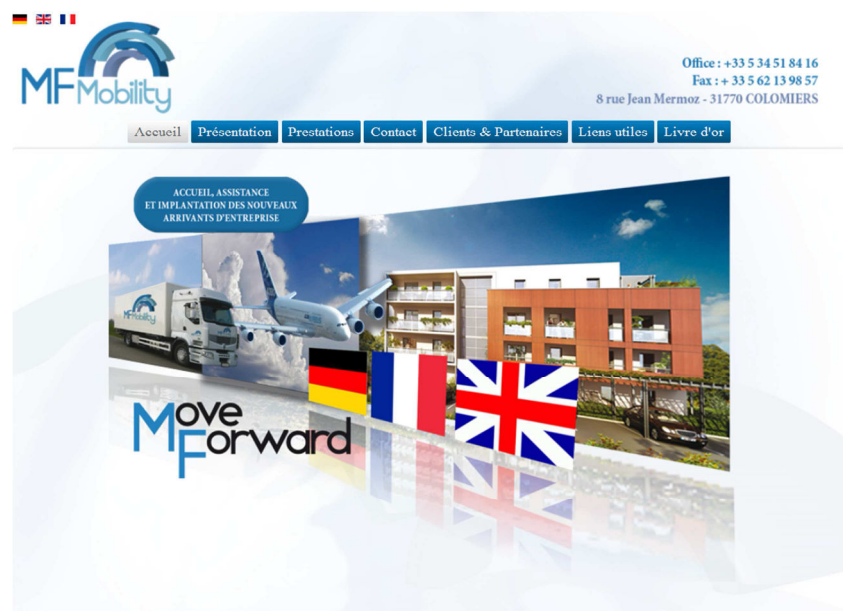 MFMobility
Office : +33 5 34 51 84 16
Fax : + 33 5 62 13 98 57
8 rue Jean Mermoz - 31770 COLOMIERS
Accueil Présentation Prestations Contact Clients & Partenaires Liens utiles Livre d'or
ACCUEIL, ASSISTANCE
ET IMPLANTATION DES NOUVEAUX
ARRIVANTS D'ENTREPRISE
MFMobility
Move
Forward